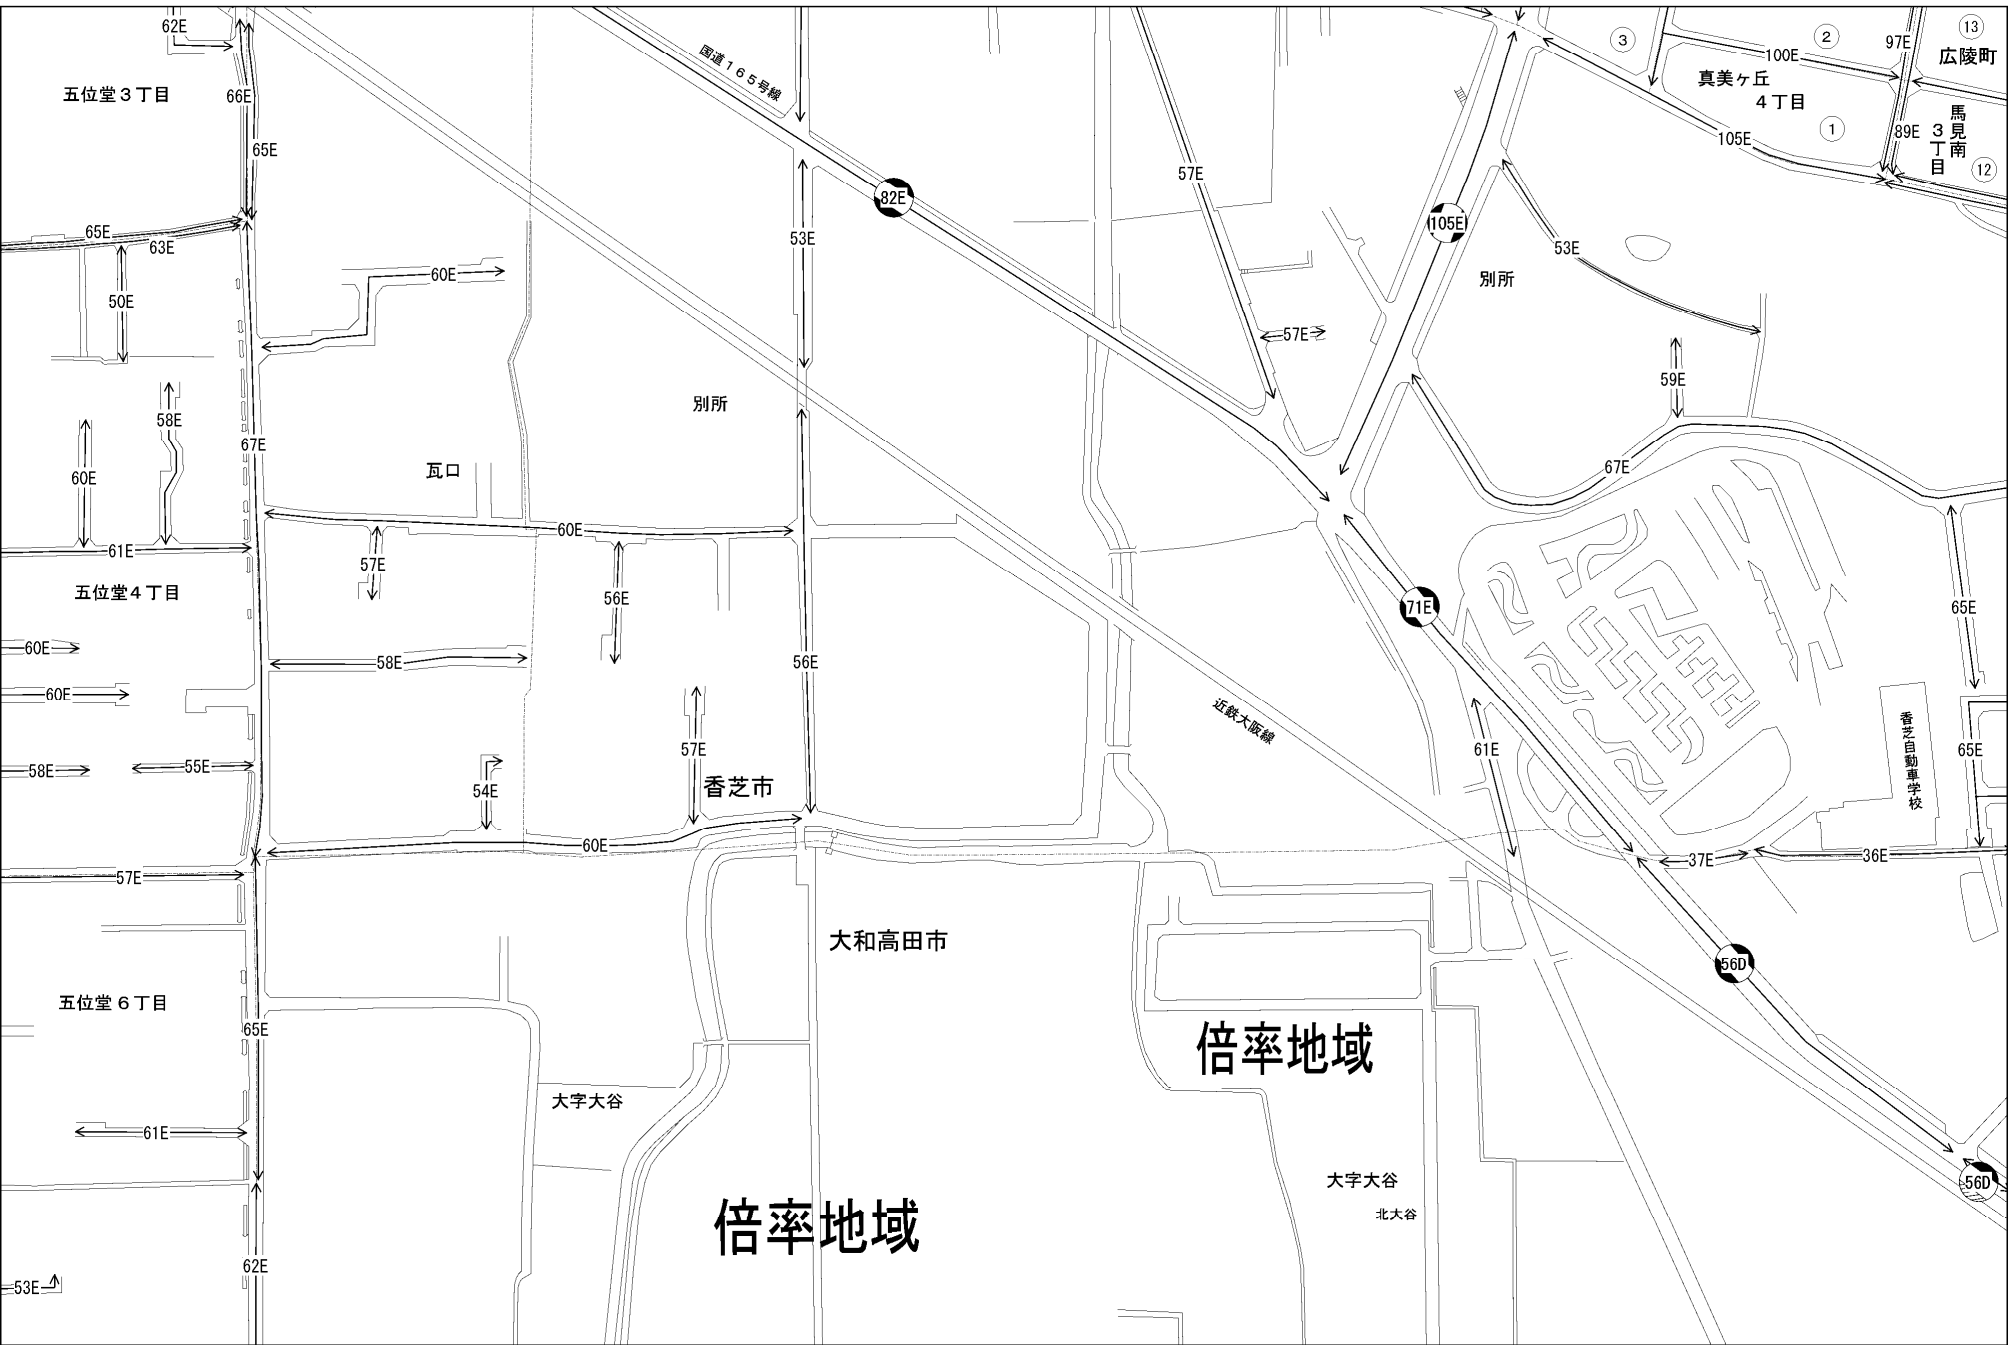 62E
国道１６５号線
③
②
97E
⑬
広陵町
100E
66E
五位堂３丁目
真美ヶ丘
４丁目
馬見南
３丁目
①
89E
105E
65E
57E
⑫
82E
105E
65E
63E
53E
53E
別所
60E
50E
57E
59E
別所
58E
67E
瓦口
67E
60E
60E
61E
57E
五位堂４丁目
56E
71E
65E
60E
58E
56E
60E
近鉄大阪線
香芝自動車学校
57E
61E
65E
55E
58E
54E
香芝市
60E
37E
36E
57E
大和高田市
56D
五位堂６丁目
65E
倍率地域
大字大谷
61E
大字大谷
56D
北大谷
倍率地域
62E
53E